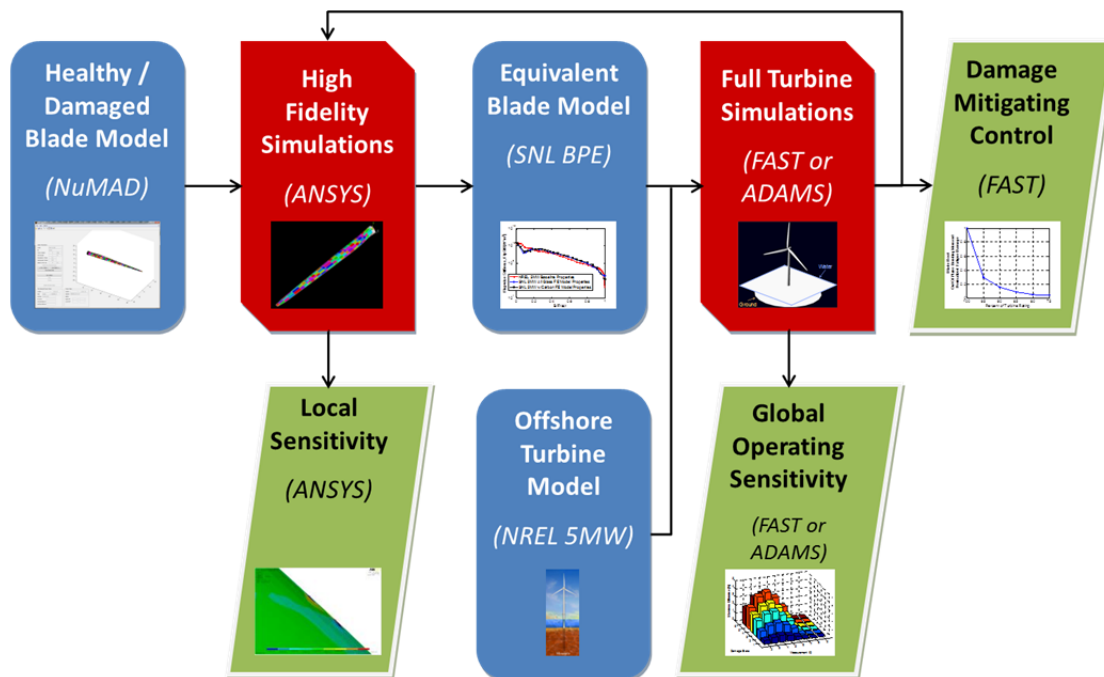 Healthy /
Damaged
Blade Model
(NuMAD)
High
Fidelity
Simulations
(ANSYS)
Equivalent
Blade Model
(SNL BPE)
Full Turbine
Simulations
(FAST or
ADAMS)
Water
Ground
Damage
Mitigating
Control
(FAST)
Local
Sensitivity
(ANSYS)
Offshore
Turbine
Model
(NREL 5MW)
Global
Operating
Sensitivity
(FAST or
ADAMS)